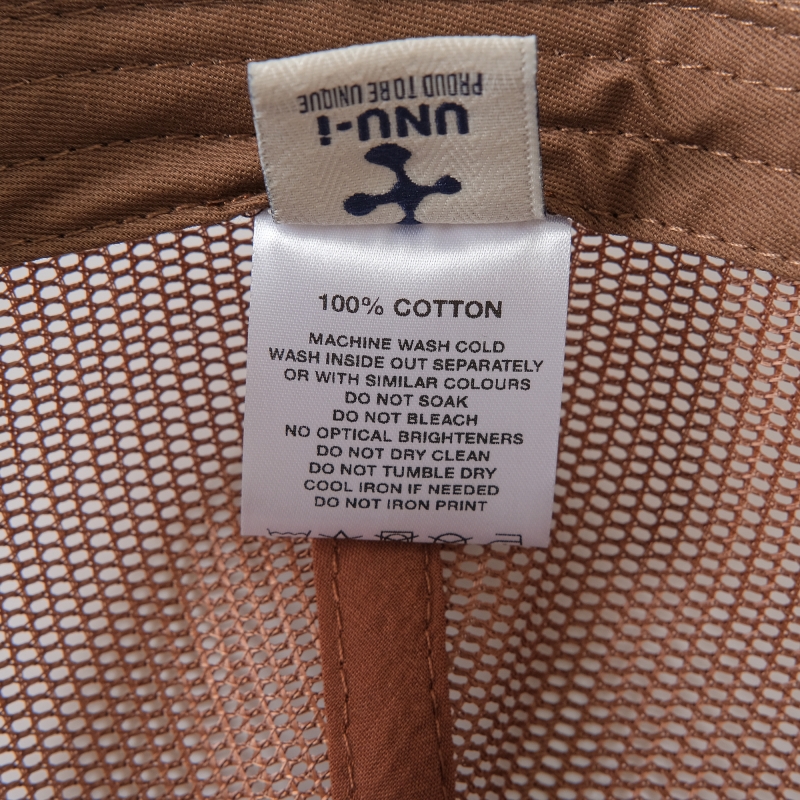 PROUD TO BE UNIQUE
UNU-i
100% COTTON
MACHINE WASH COLD
WASH INSIDE OUT SEPARATELY
OR WITH SIMILAR COLOURS
DO NOT SOAK
DO NOT BLEACH
NO OPTICAL BRIGHTENERS
DO NOT DRY CLEAN
DO NOT TUMBLE DRY
COOL IRON IF NEEDED
DO NOT IRON PRINT